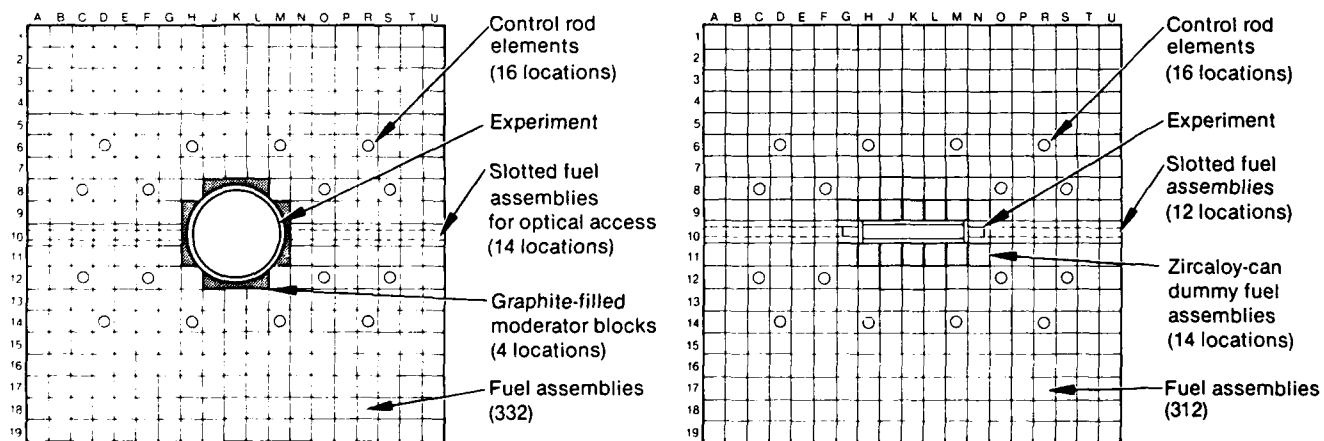 A B C D E F G H J K L M N O P R S T U
1
2
3
4
5
6
7
8
9
10
11
12
13
14
15
16
17
18
19
Control rod
elements
(16 locations)
Experiment
Slotted fuel
assemblies
for optical access
(14 locations)
Graphite-filled
moderator blocks
(4 locations)
Fuel assemblies
(332)
A B C D E F G H J K L M N O P R S T U
1
2
3
4
5
6
7
8
9
10
11
12
13
14
15
16
17
18
19
Control rod
elements
(16 locations)
Experiment
Slotted fuel
assemblies
(12 locations)
Zircaloy-can
dummy fuel
assemblies
(14 locations)
Fuel assemblies
(312)